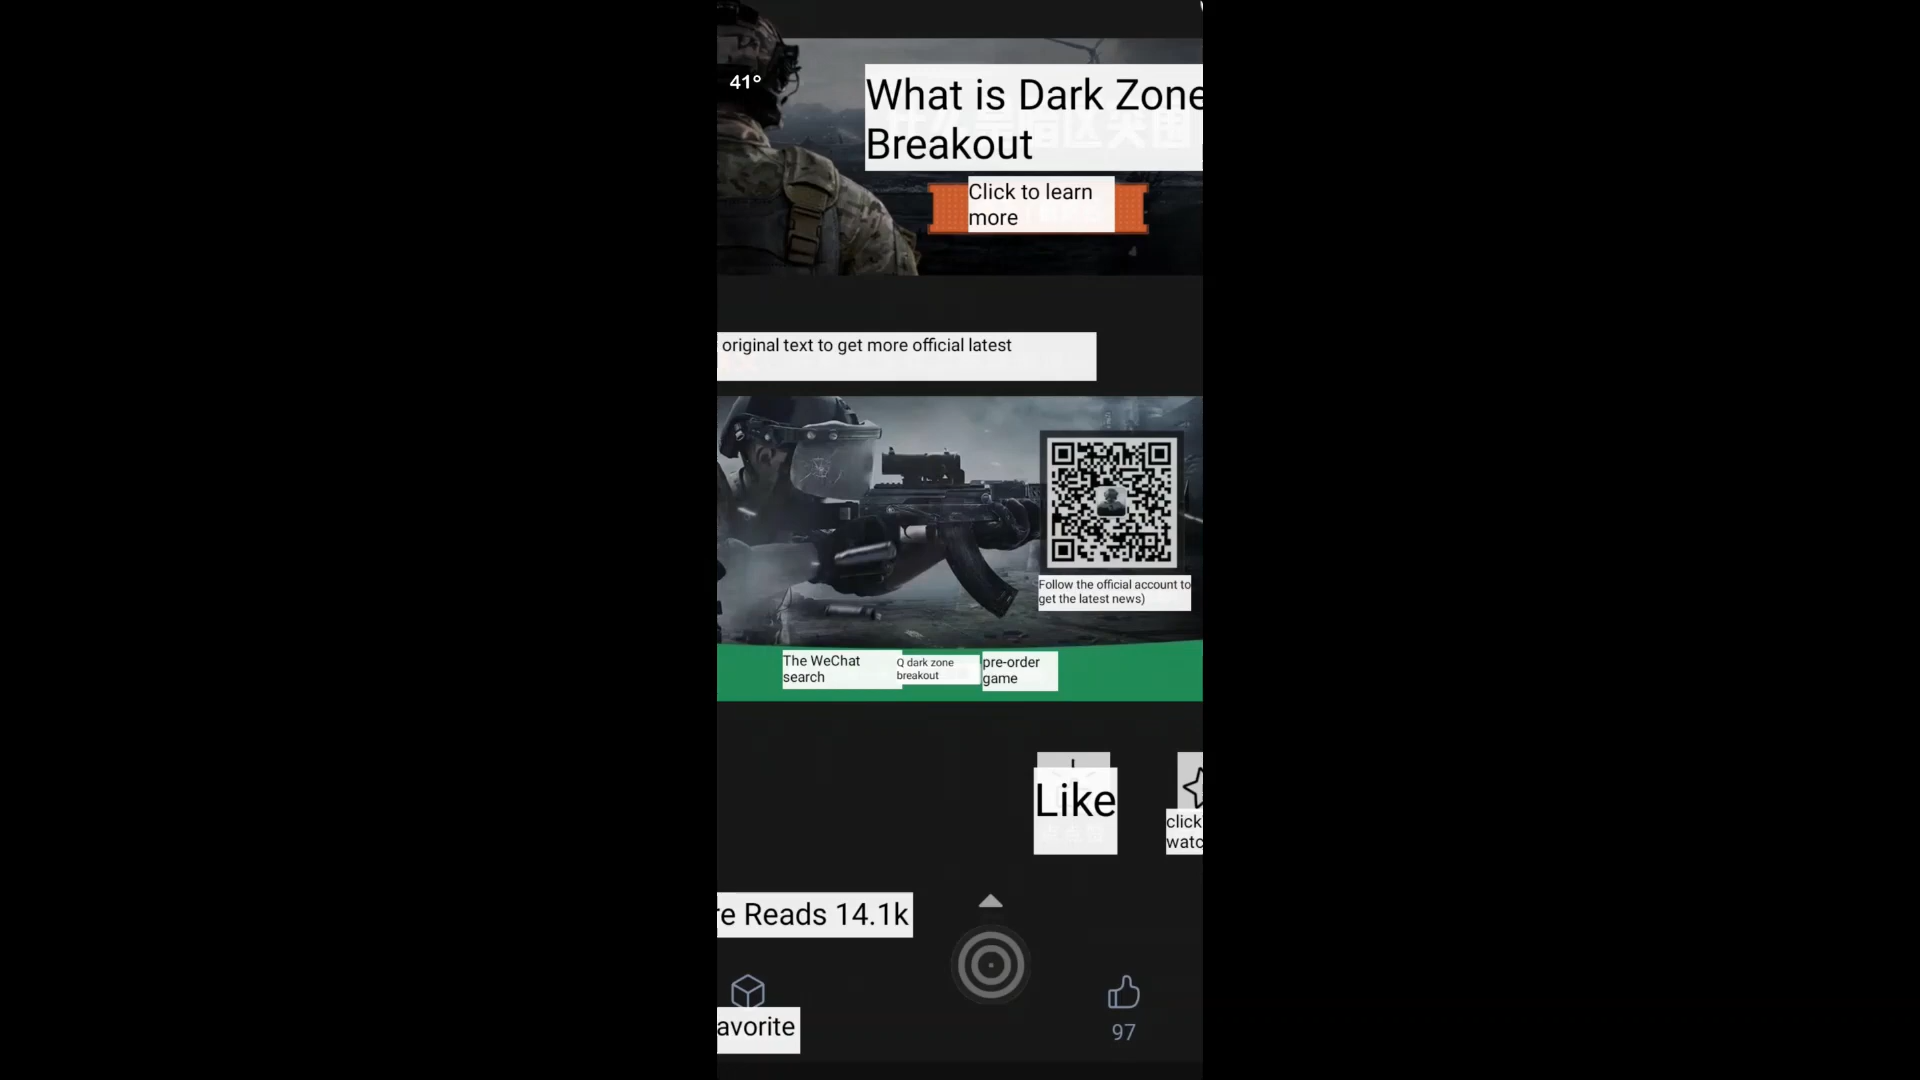 41°
What is Dark Zone
Breakout
Click to learn
more
original text to get more official latest
Follow the official account to
get the latest news)
The WeChat
search
Q dark zone
breakout
pre-order
game
Like
click
watc
re Reads 14.1k
avorite
97